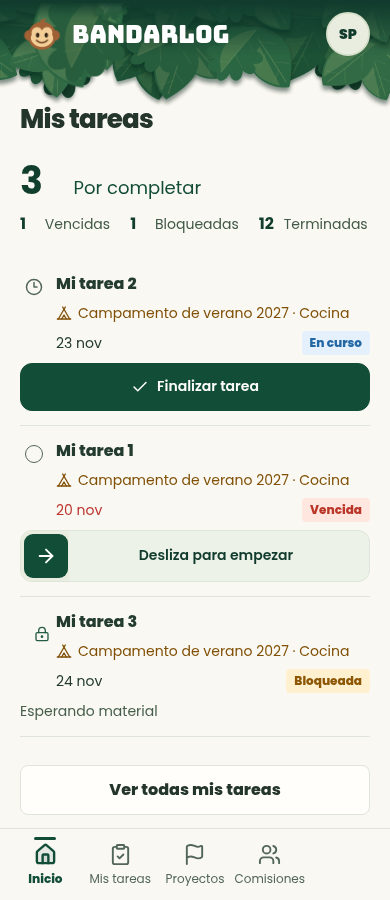 BANDARLOG
SP
Mis tareas
3 Por completar
1 Vencidas 1 Bloqueadas 12 Terminadas
Mi tarea 2
Campamento de verano 2027 · Cocina
23 nov En curso
Finalizar tarea
Mi tarea 1
Campamento de verano 2027 · Cocina
20 nov Vencida
Desliza para empezar
Mi tarea 3
Campamento de verano 2027 · Cocina
24 nov Bloqueada
Esperando material
Ver todas mis tareas
Inicio Mis tareas Proyectos Comisiones